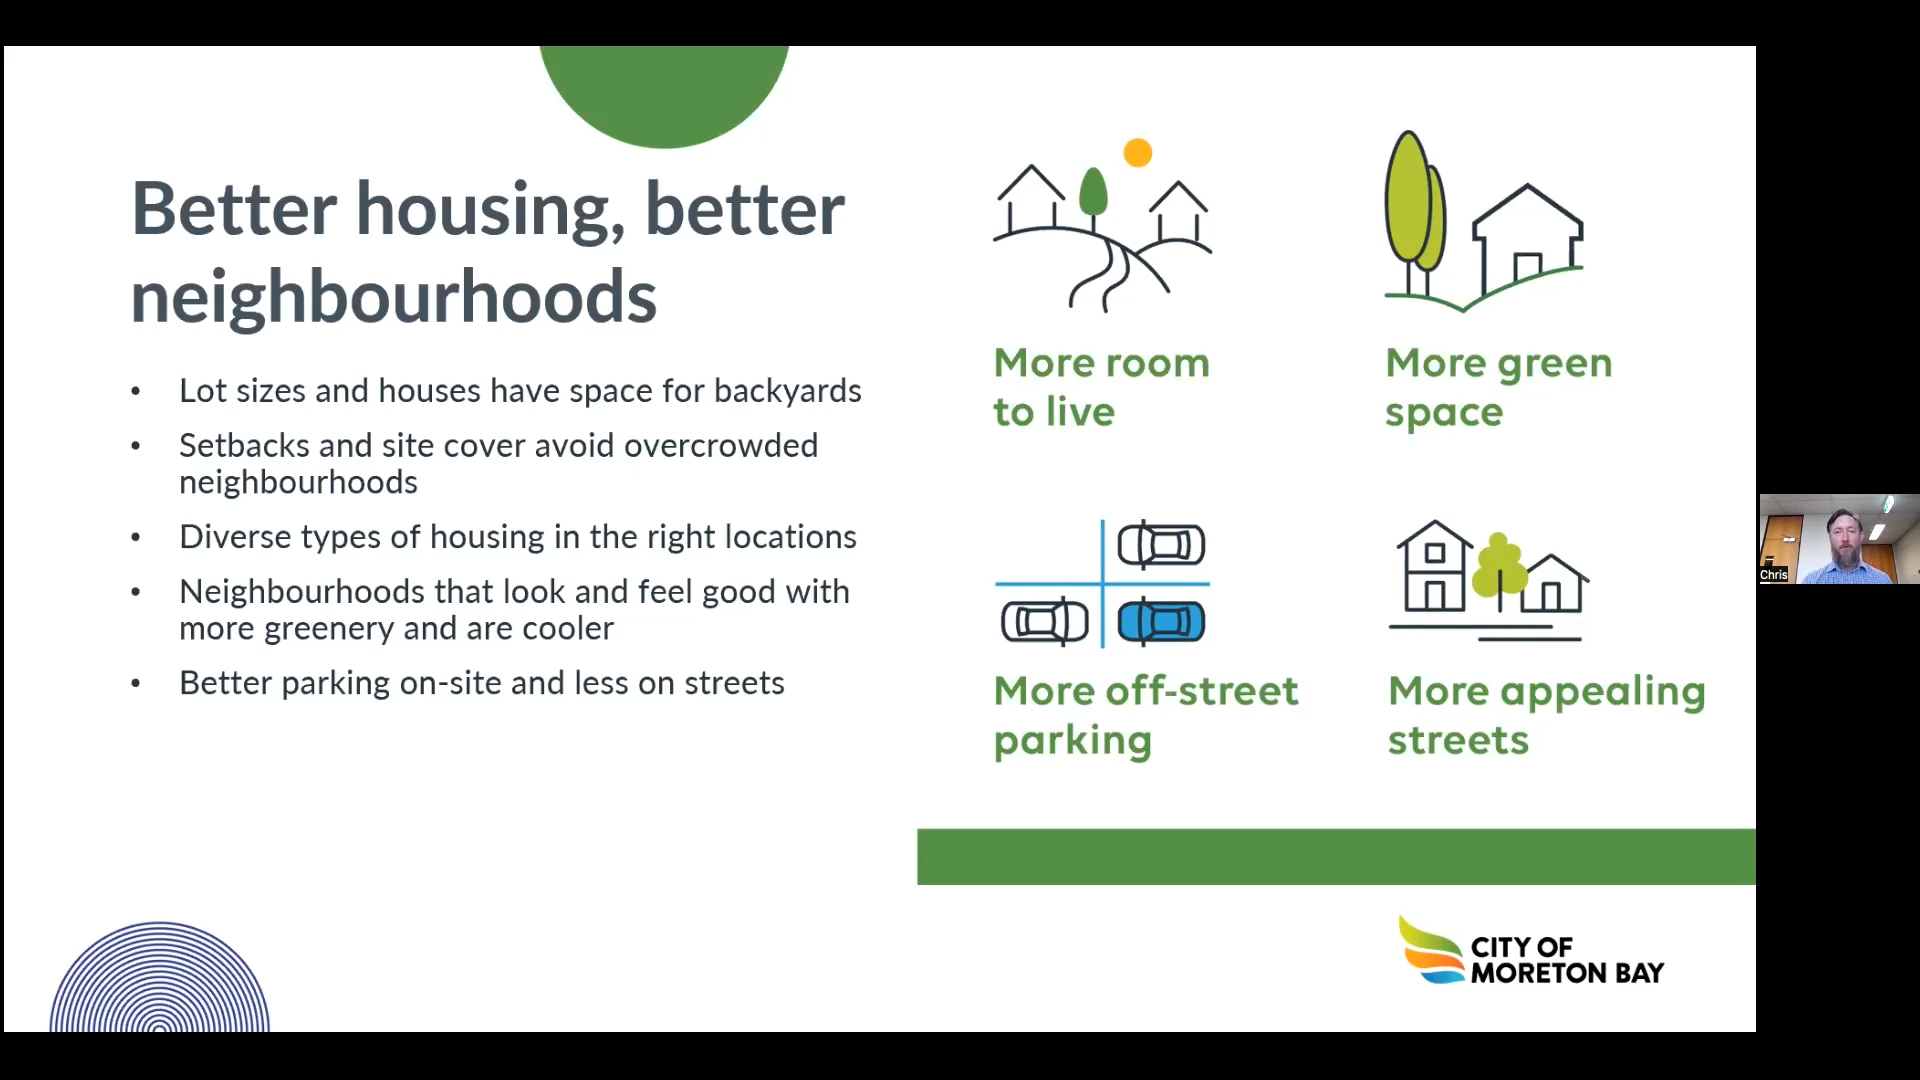 Better housing, better
neighbourhoods
• Lot sizes and houses have space for backyards
• Setbacks and site cover avoid overcrowded
neighbourhoods
• Diverse types of housing in the right locations
• Neighbourhoods that look and feel good with
more greenery and are cooler
• Better parking on-site and less on streets
More room
to live
More green
space
More off-street
parking
More appealing
streets
CITY OF
MORETON BAY
Chris